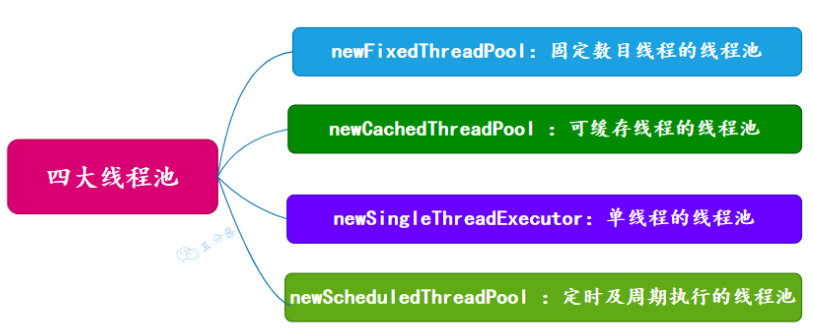 newFixedThreadPool：固定数目线程的线程池
newCachedThreadPool ：可缓存线程的线程池
四大线程池
newSingleThreadExecutor：单线程的线程池
三分恶
newScheduledThreadPool ：定时及周期执行的线程池